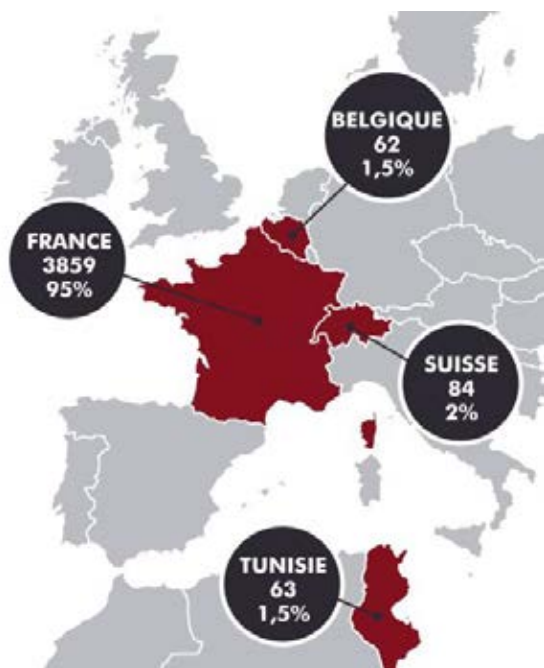 BELGIQUE
62
1,5%
FRANCE
3859
95%
SUISSE
84
2%
TUNISIE
63
1,5%